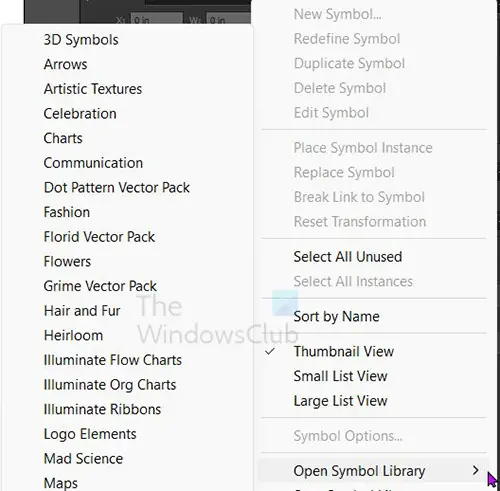 X: 0 in W: 0 in
3D Symbols
Arrows
Artistic Textures
Celebration
Charts
Communication
Dot Pattern Vector Pack
Fashion
Florid Vector Pack
Flowers
Grime Vector Pack
Hair and Fur
Heirloom
Illuminate Flow Charts
Illuminate Org Charts
Illuminate Ribbons
Logo Elements
Mad Science
Maps
New Symbol...
Redefine Symbol
Duplicate Symbol
Delete Symbol
Edit Symbol
Place Symbol Instance
Replace Symbol
Break Link to Symbol
Reset Transformation
Select All Unused
Select All Instances
Sort by Name
Thumbnail View
Small List View
Large List View
Symbol Options...
Open Symbol Library
The
WindowsClub